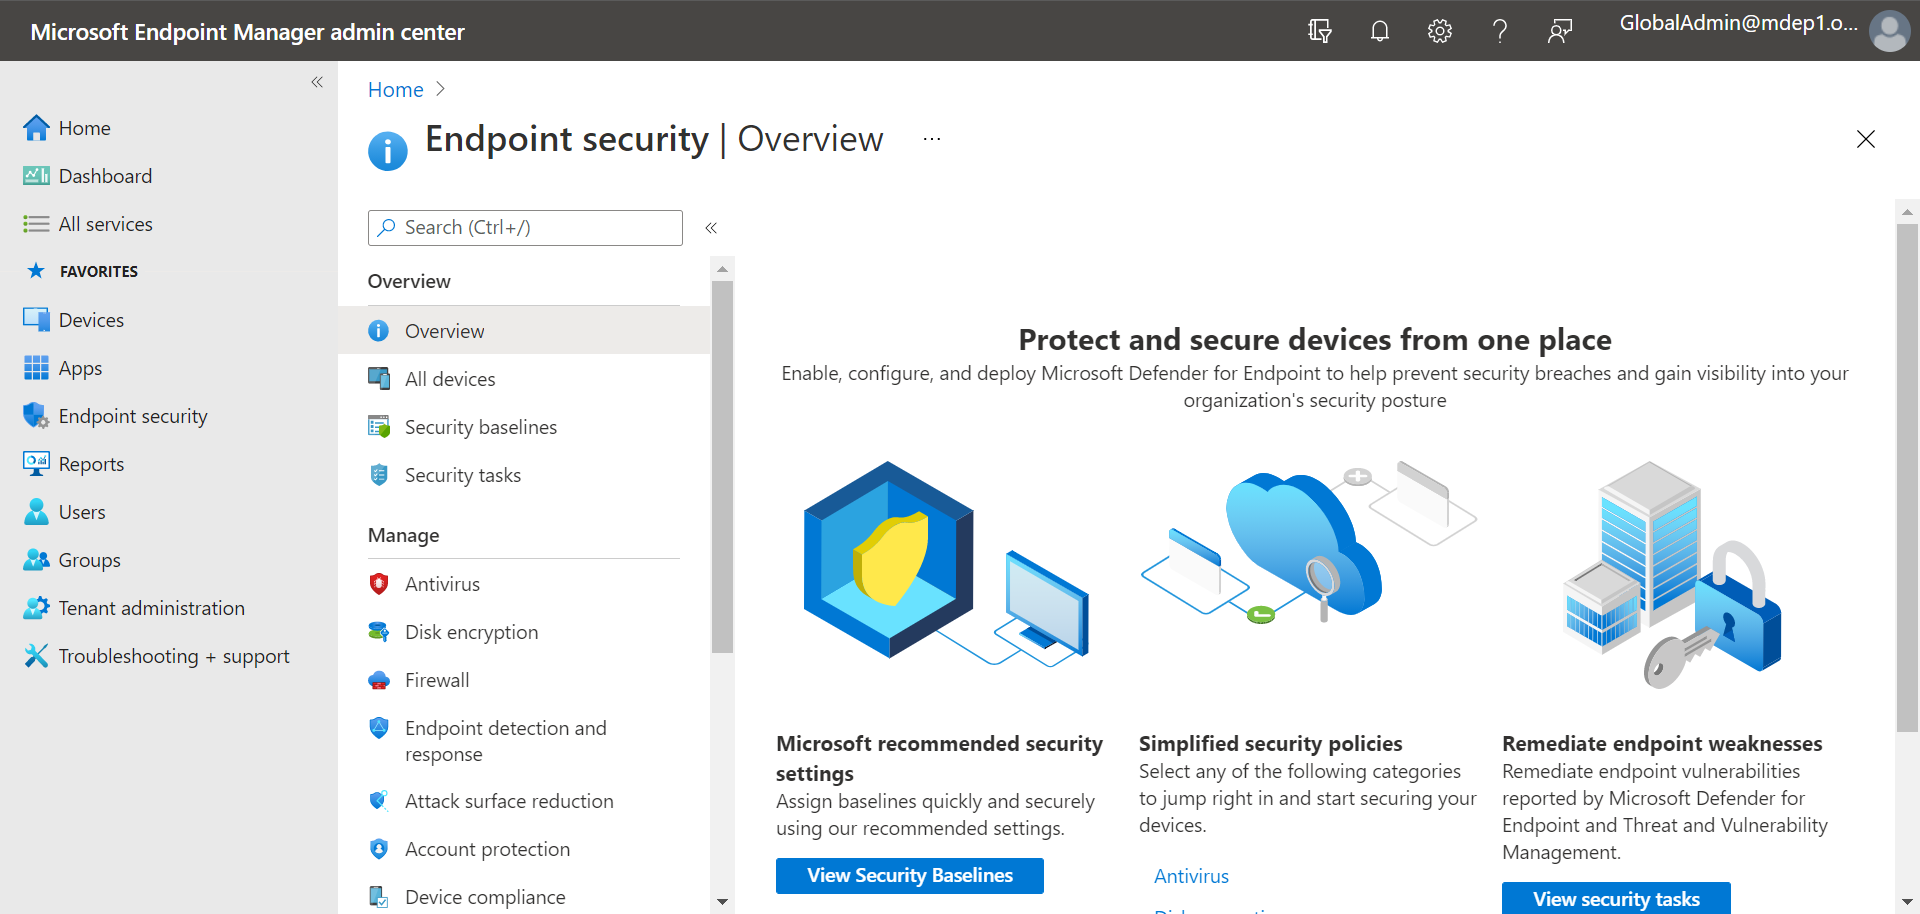 Microsoft Endpoint Manager admin center
GlobalAdmin@mdep1.o...
Home
Dashboard
All services
FAVORITES
Devices
Apps
Endpoint security
Reports
Users
Groups
Tenant administration
Troubleshooting + support
Home
Endpoint security | Overview
...
Search (Ctrl+/)
Overview
Overview
All devices
Security baselines
Security tasks
Manage
Antivirus
Disk encryption
Firewall
Endpoint detection and
response
Attack surface reduction
Account protection
Device compliance
Protect and secure devices from one place
Enable, configure, and deploy Microsoft Defender for Endpoint to help prevent security breaches and gain visibility into your
organization's security posture
Microsoft recommended security
settings
Assign baselines quickly and securely
using our recommended settings.
View Security Baselines
Simplified security policies
Select any of the following categories
to jump right in and start securing your
devices.
Antivirus
Remediate endpoint weaknesses
Remediate endpoint vulnerabilities
reported by Microsoft Defender for
Endpoint and Threat and Vulnerability
Management.
View security tasks